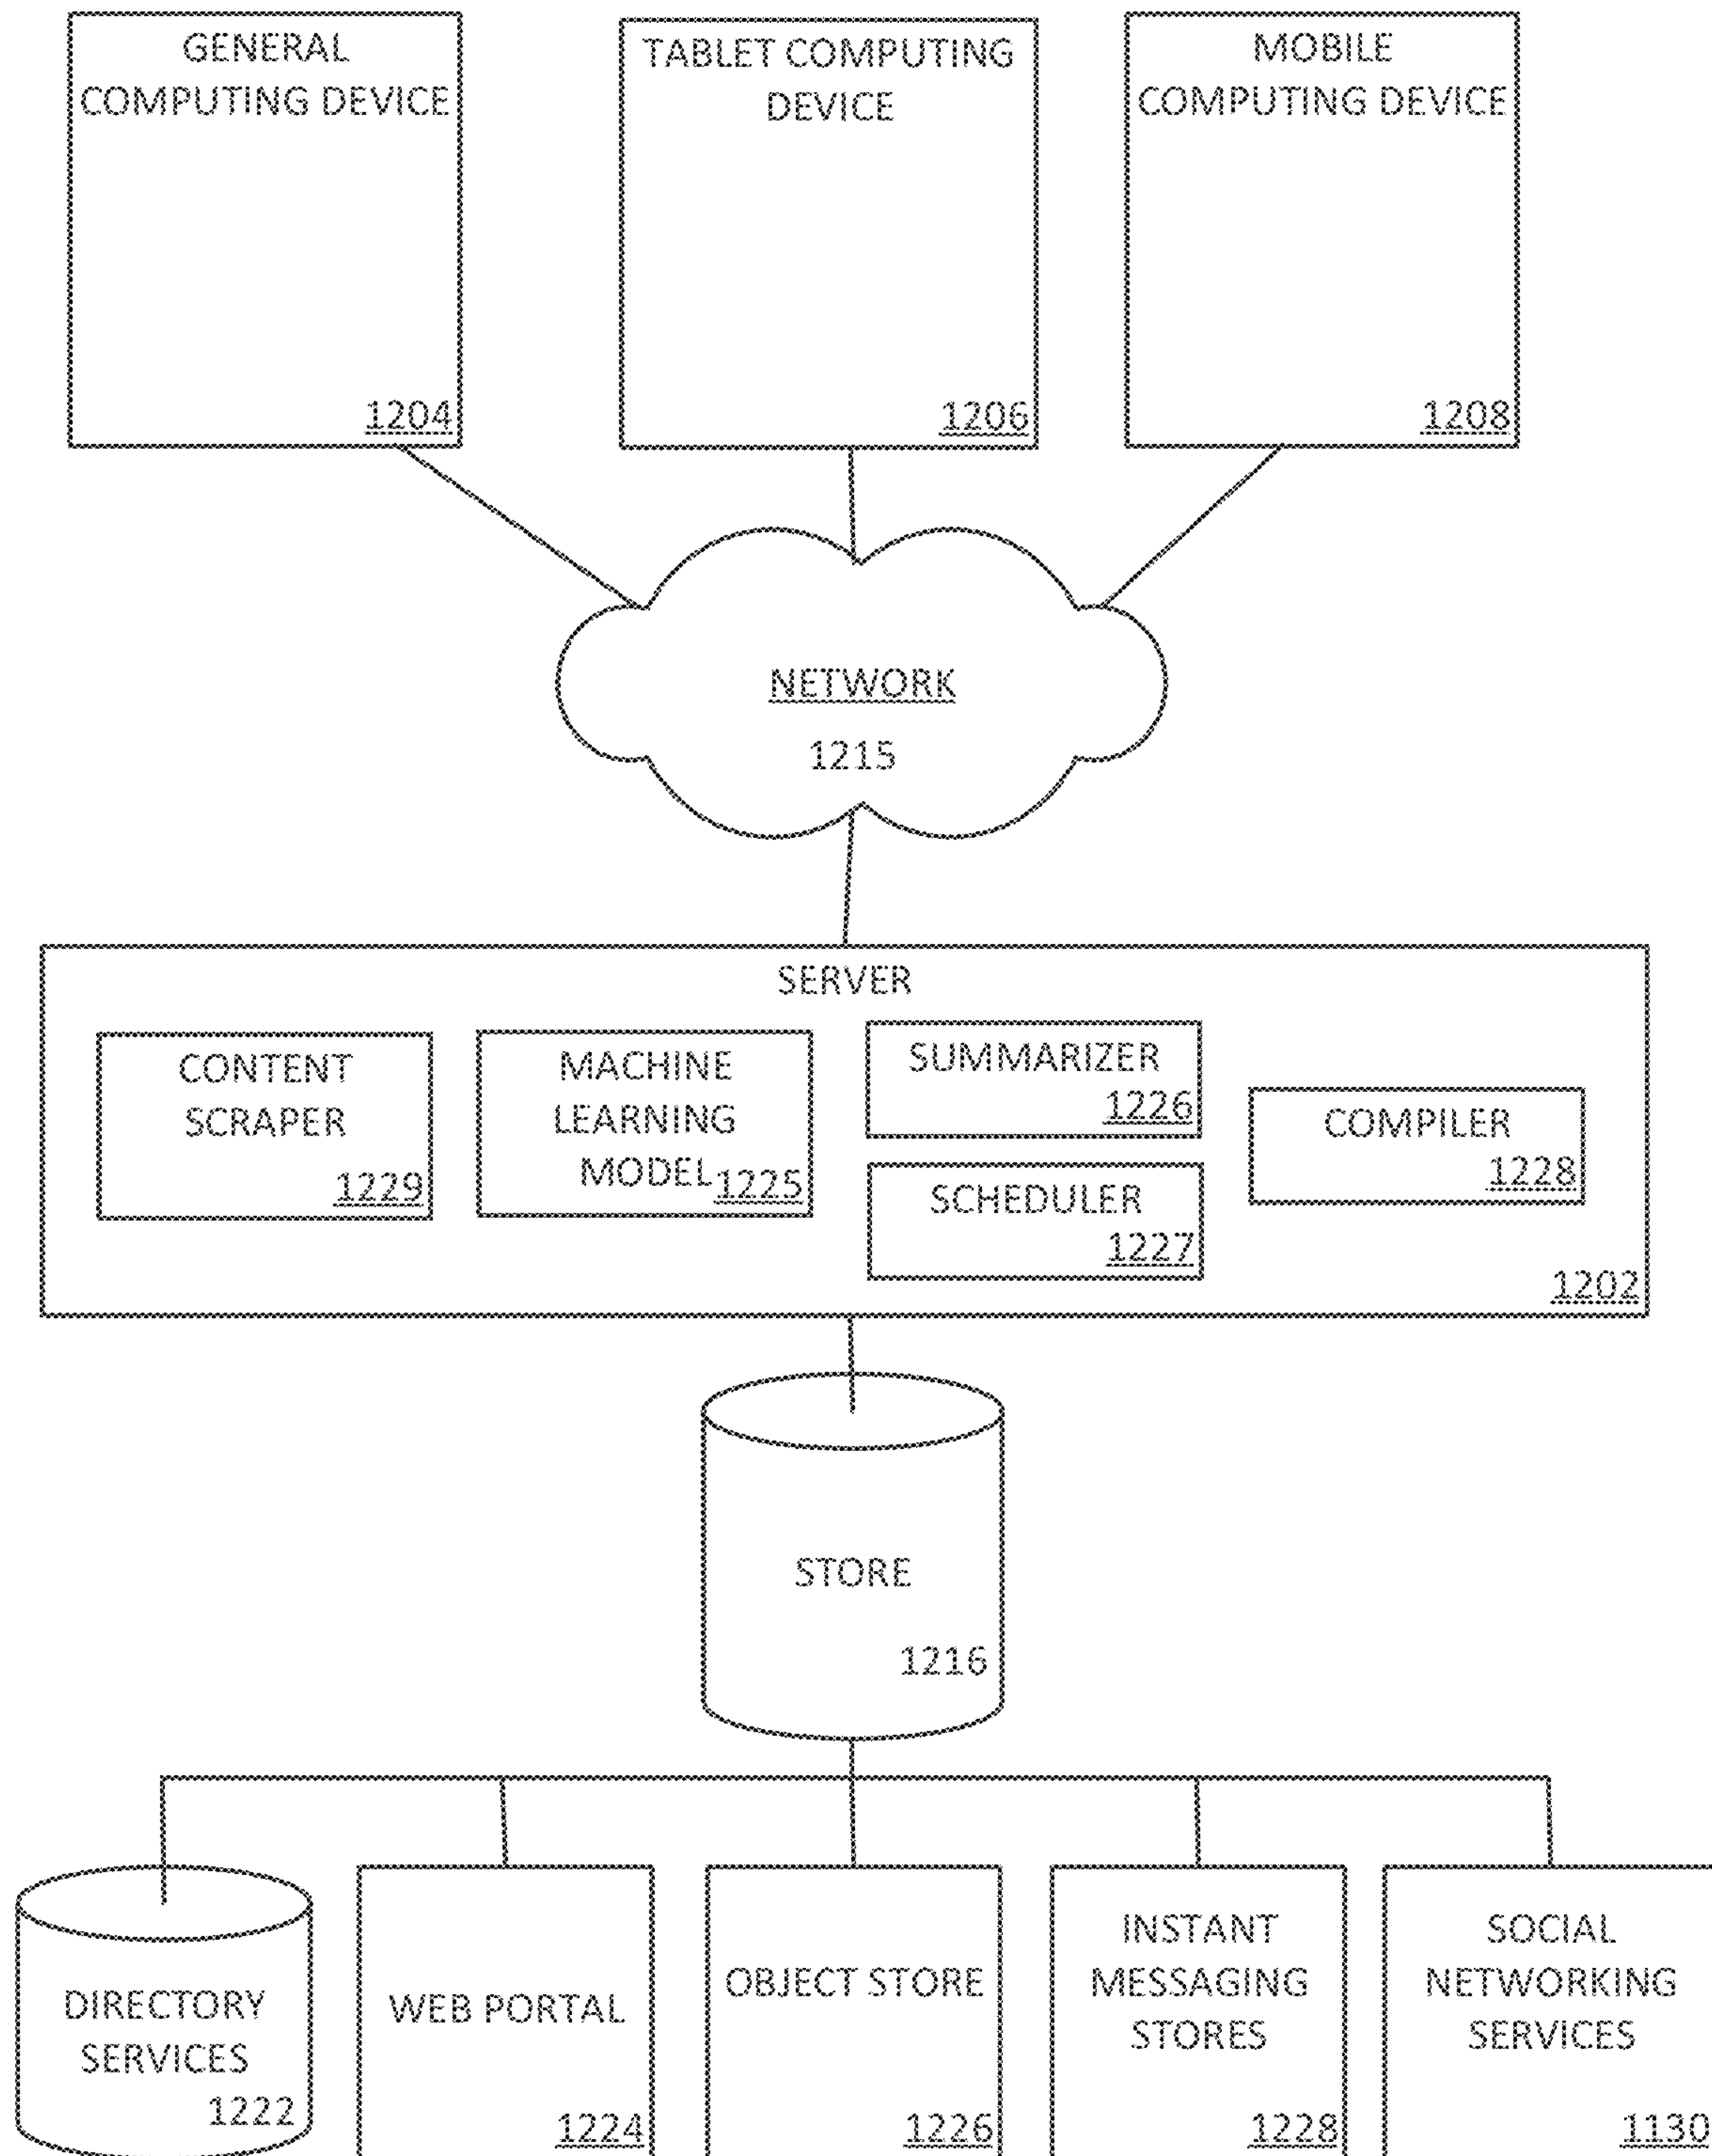 GENERAL
COMPUTING DEVICE
1204
TABLET COMPUTING
DEVICE
1206
MOBILE
COMPUTING DEVICE
1208
NETWORK
1215
SERVER
CONTENT
SCRAPER
1229
MACHINE
LEARNING
MODEL 1225
SUMMARIZER
1226
SCHEDULER
1227
COMPILER
1228
1202
STORE
1216
DIRECTORY
SERVICES
1222
WEB PORTAL
1224
OBJECT STORE
1226
INSTANT
MESSAGING
STORES
1228
SOCIAL
NETWORKING
SERVICES
1130